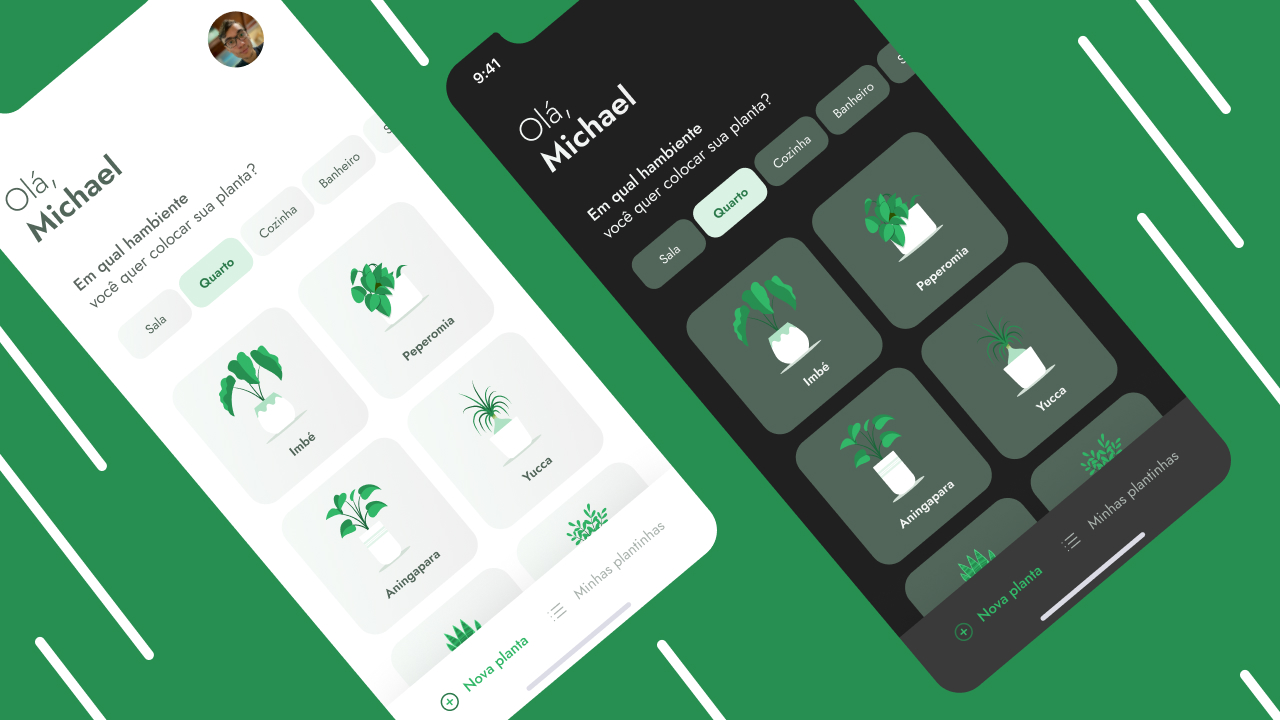 Olá,
Michael
Em qual hambiente
você quer colocar sua planta?
Sala
Quarto
Cozinha
Banheiro
S
Imbé
Peperomia
Aningapara
Yucca
Nova planta
Minhas plantinhas
9:41
Olá,
Michael
Em qual hambiente
você quer colocar sua planta?
Sala
Quarto
Cozinha
Banheiro
S
Imbé
Peperomia
Aningapara
Yucca
Nova planta
Minhas plantinhas